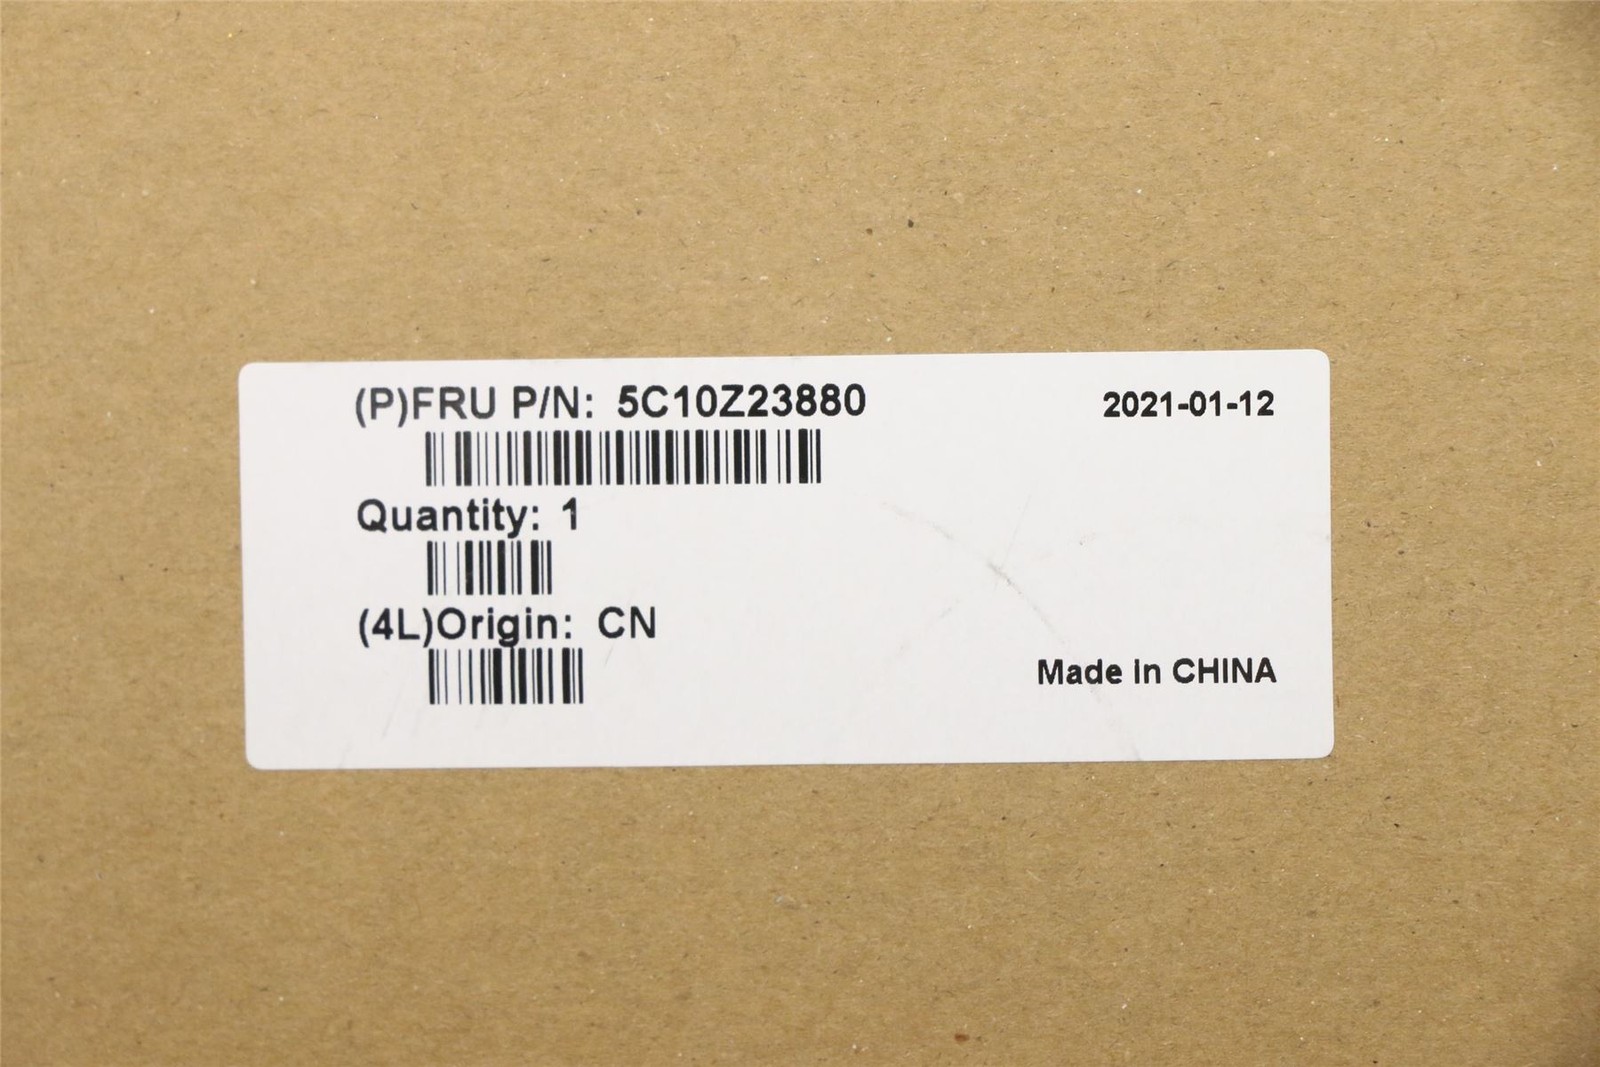 (P)FRU P/N: 5C10Z23880
2021-01-12
Quantity: 1
(4L)Origin: CN
Made in CHINA